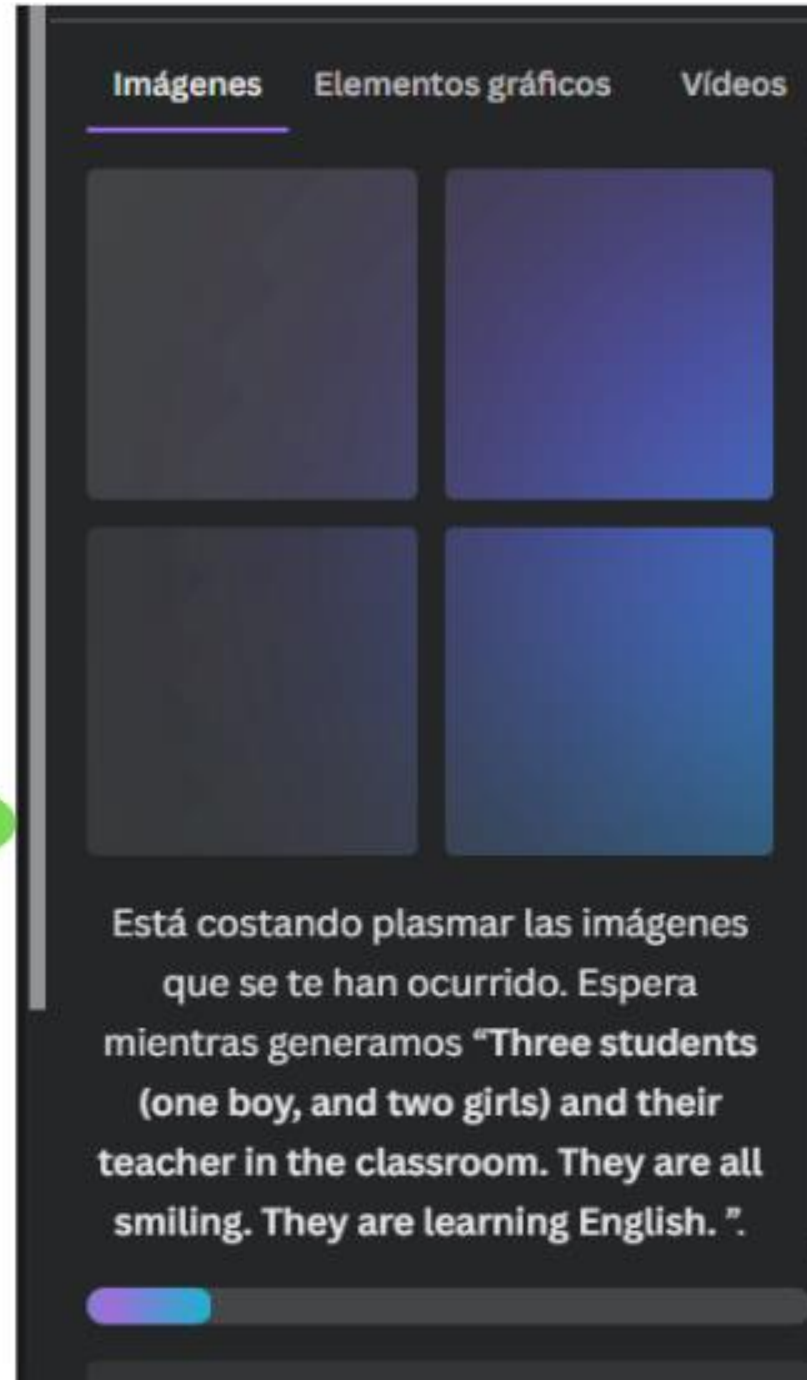 Imágenes Elementos gráficos Vídeos
Está costando plasmar las imágenes
que se te han ocurrido. Espera
mientras generamos “Three students
(one boy, and two girls) and their
teacher in the classroom. They are all
smiling. They are learning English. ”.